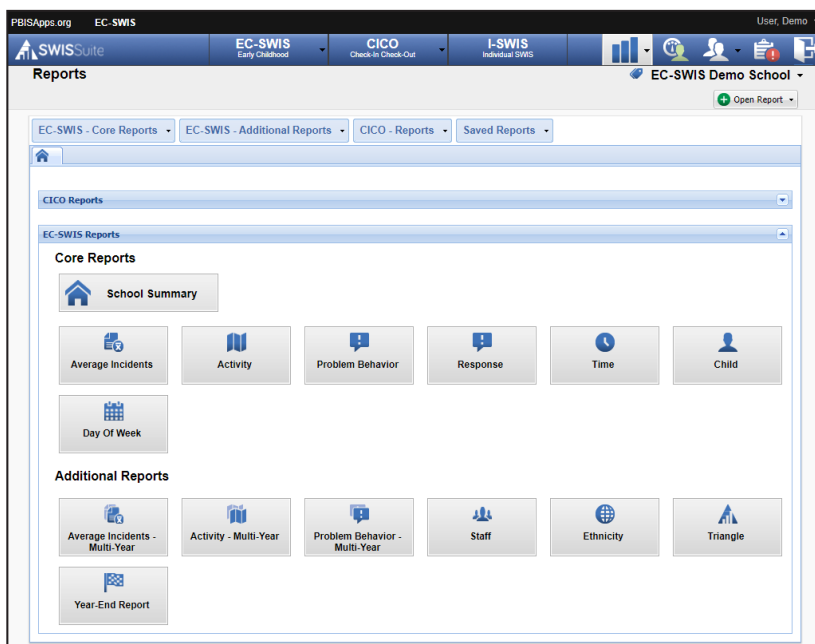 PBISApps.org EC-SWIS User, Demo
SWISSuite EC-SWIS CICO I-SWIS
Early Childhood Check-In Check-Out Individual SWIS
Reports EC-SWIS Demo School
Open Report
EC-SWIS - Core Reports EC-SWIS - Additional Reports CICO - Reports Saved Reports
CICO Reports
EC-SWIS Reports
Core Reports
School Summary
Average Incidents Activity Problem Behavior Response Time Child
Day Of Week
Additional Reports
Average Incidents - Multi-Year Activity - Multi-Year Problem Behavior - Multi-Year Staff Ethnicity Triangle
Year-End Report